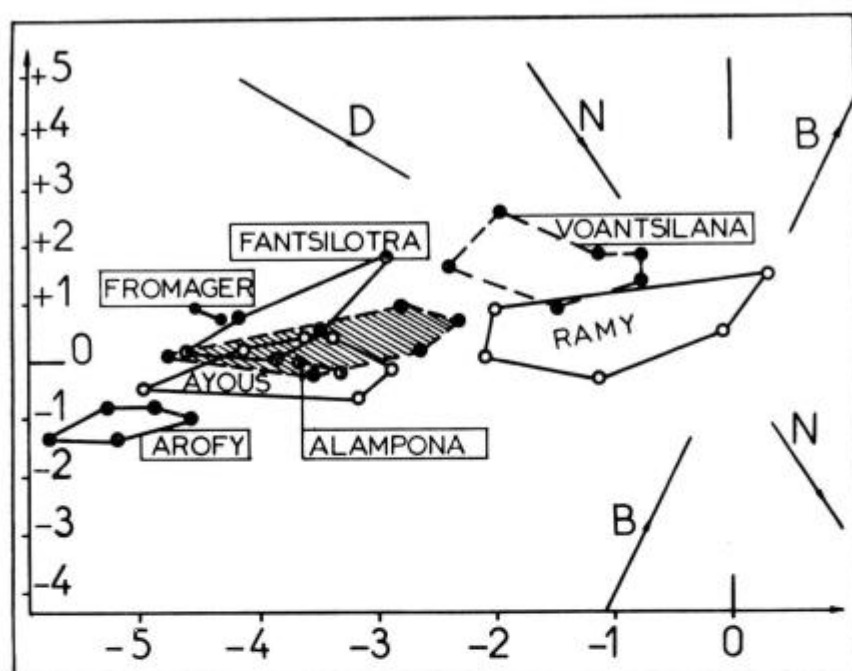 +5
+4
+3
+2
+1
0
-1
-2
-3
-4
D
N
B
VOANTSILANA
FANTSILOTRA
FROMAGER
RAMY
AYOUS
AROFY
ALAMPONA
N
B
-5 -4 -3 -2 -1 0